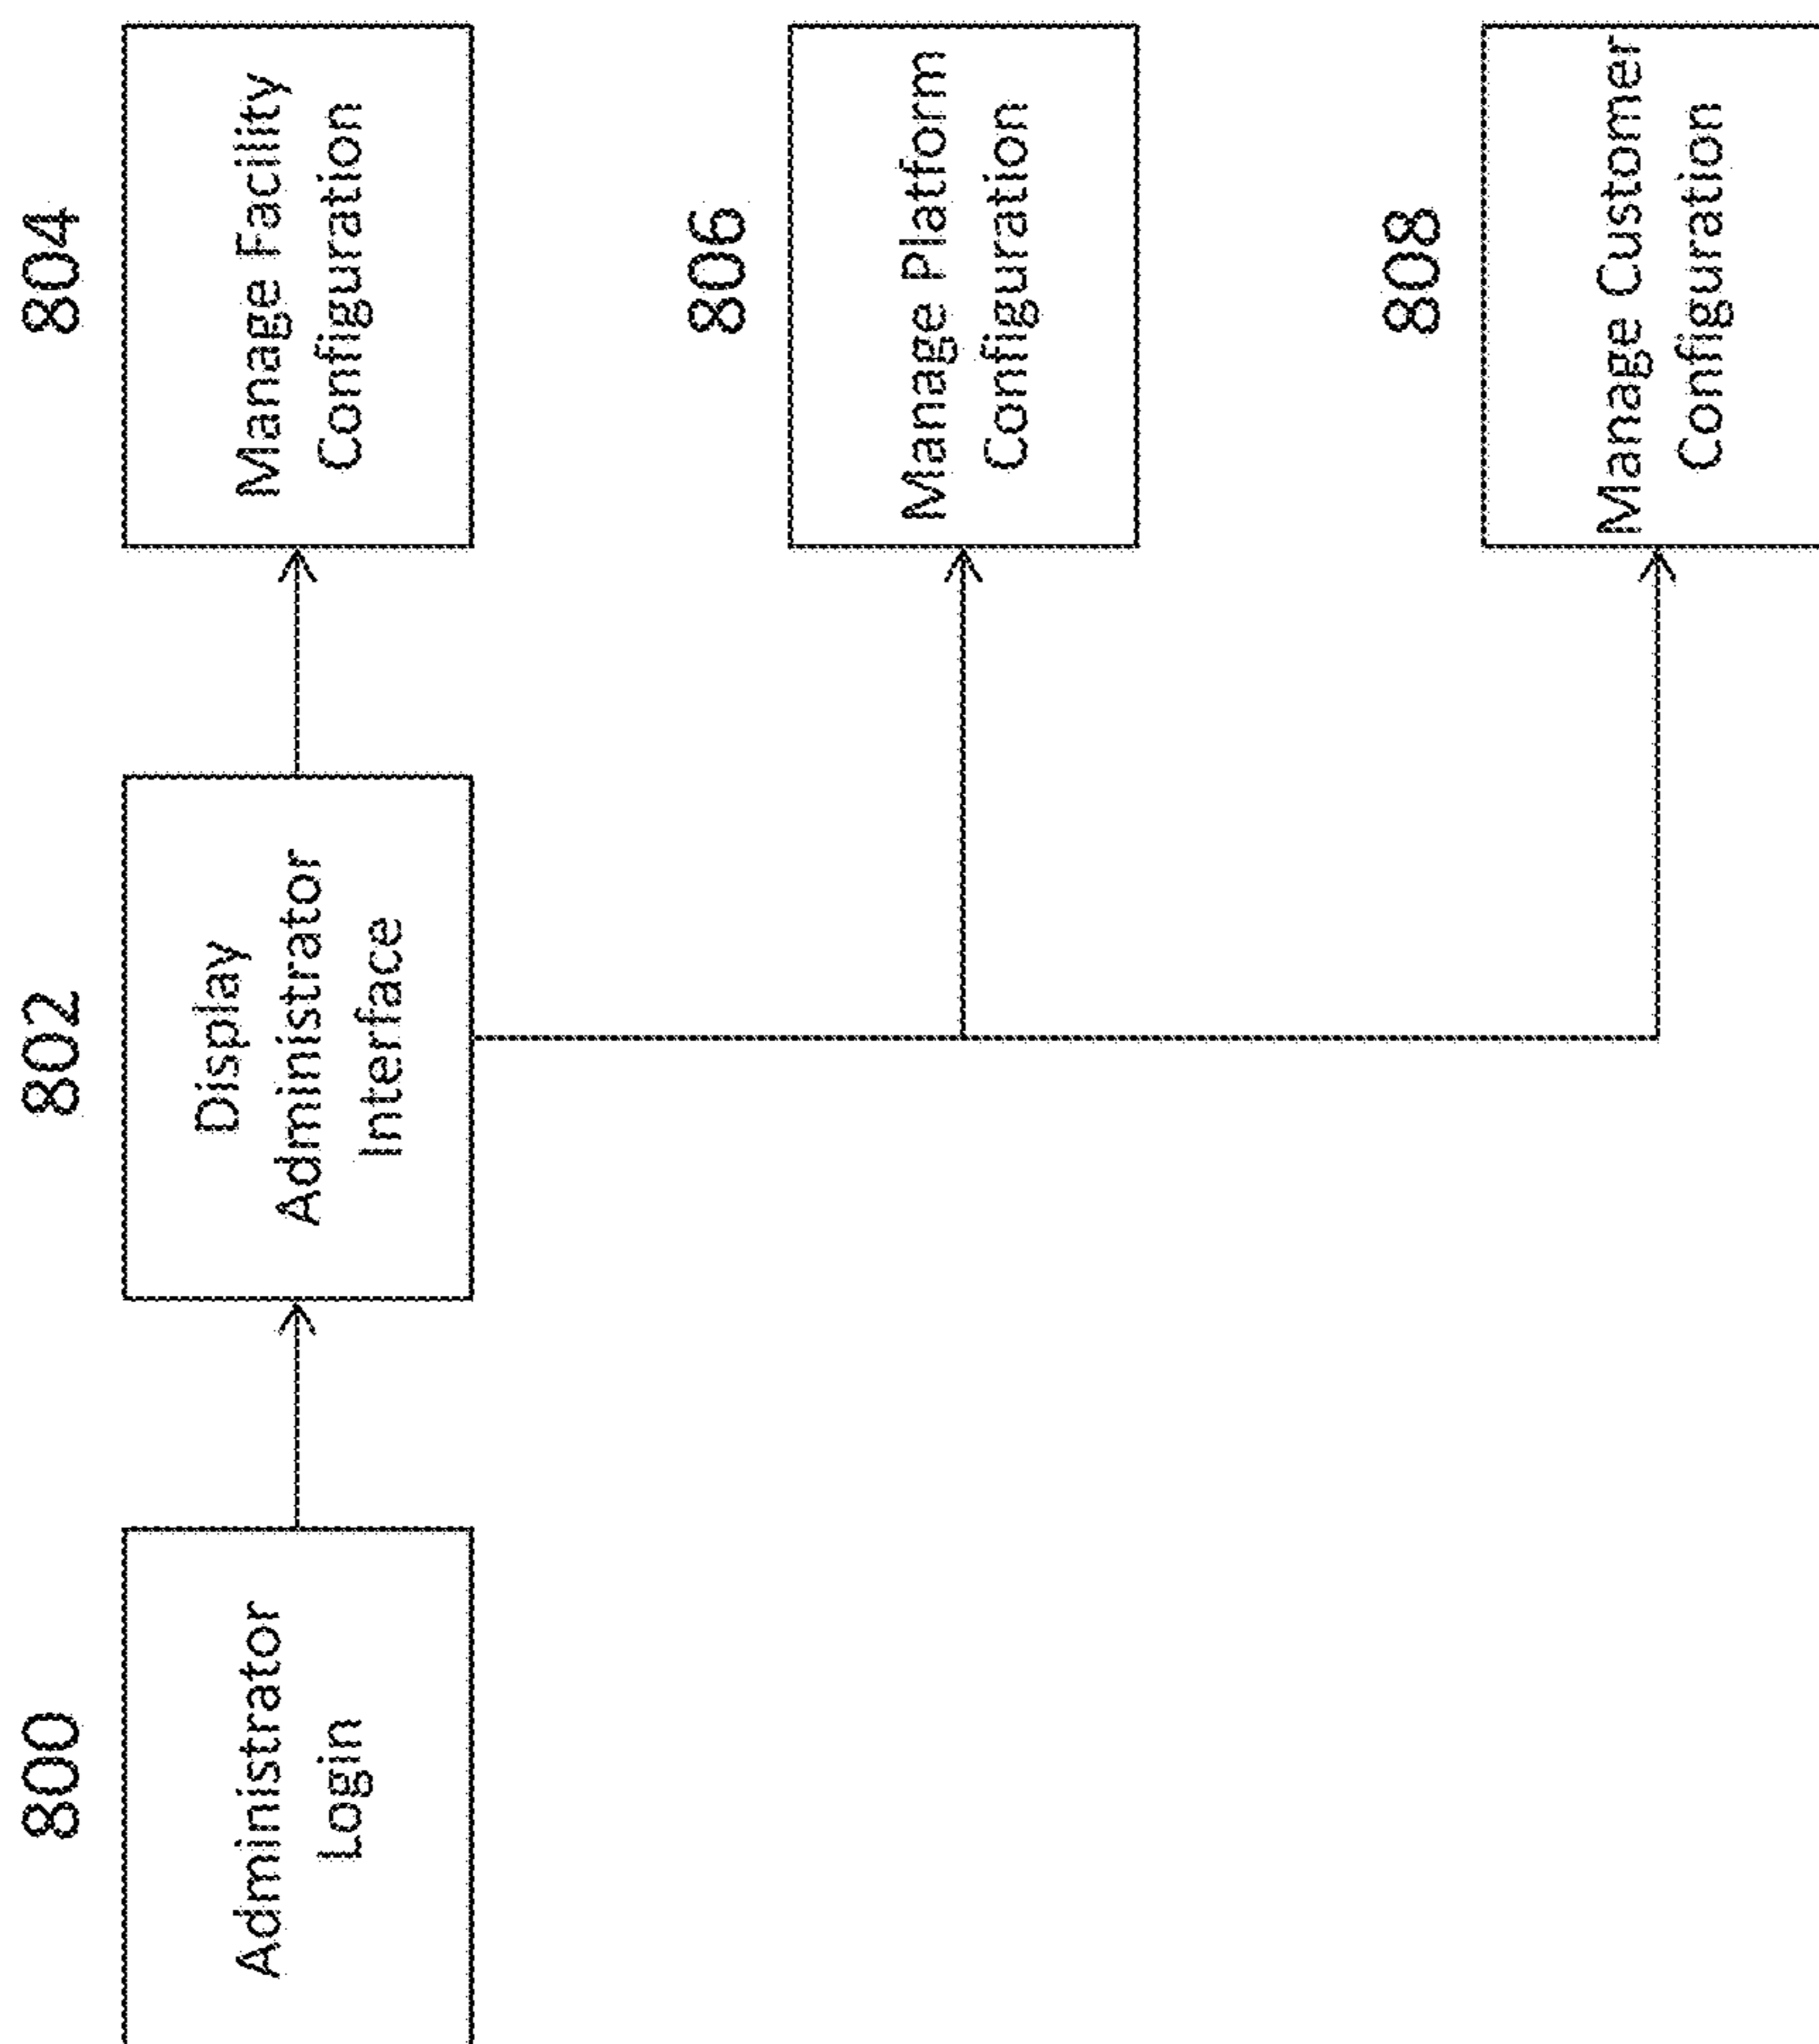 800
Administrator
Login
802
Display
Administrator
Interface
804
Manage Facility
Configuration
806
Manage Platform
Configuration
808
Manage Customer
Configuration